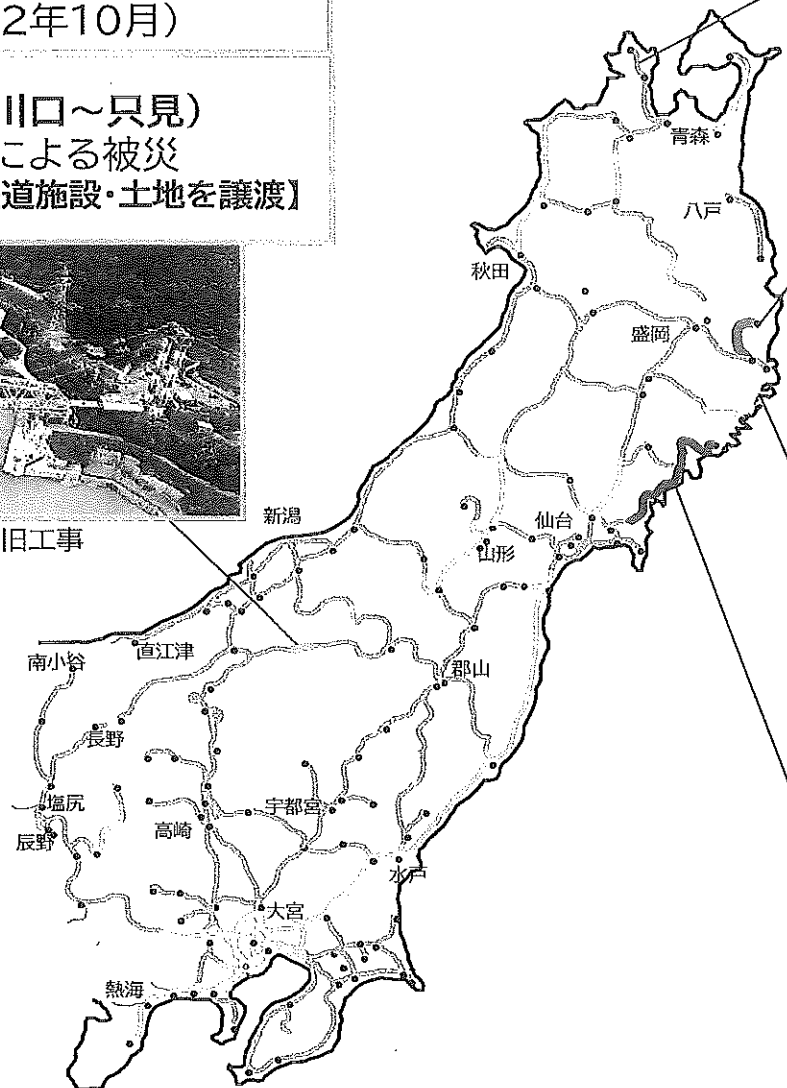 2年10月)
川口～只見)
による被災
道施設・土地を譲渡】
旧工事
青森
八戸
秋田
盛岡
新潟
仙台
山形
南小谷
直江津
郡山
長野
塩尻
宇都宮
辰野
高崎
水戸
大宮
熱海